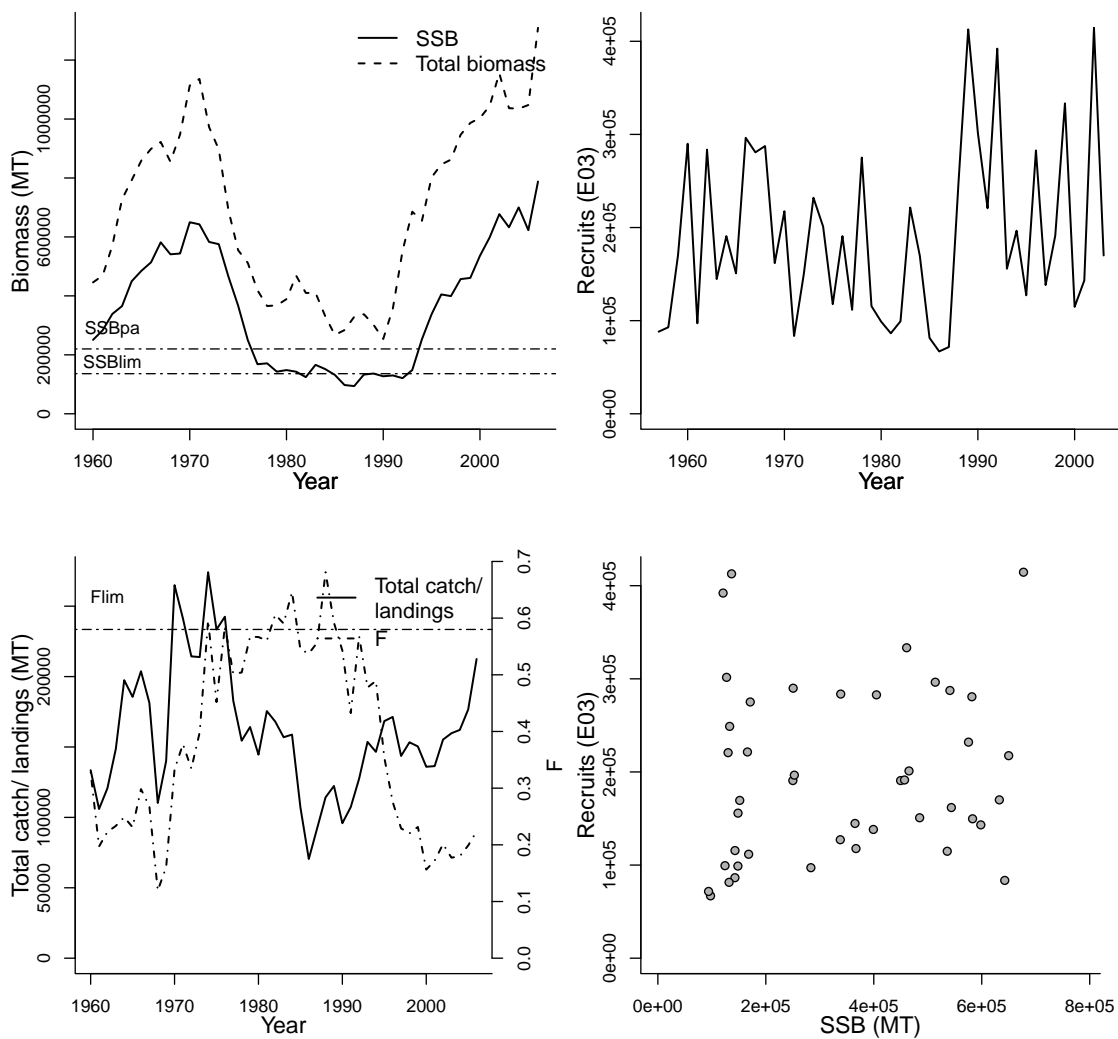 SSB
Total biomass
SSBpa
SSBlim
Biomass (MT)
0
200000
600000
1000000
1960
1970
1980
1990
2000
Year
Recruits (E03)
0e+00
1e+05
2e+05
3e+05
4e+05
1960
1970
1980
1990
2000
Year
Flim
Total catch/
landings
F
Total catch/ landings (MT)
0
50000
100000
200000
F
0.0
0.1
0.2
0.3
0.4
0.5
0.6
0.7
1960
1970
1980
1990
2000
Year
Recruits (E03)
0e+00
1e+05
2e+05
3e+05
4e+05
0e+00
2e+05
4e+05
6e+05
8e+05
SSB (MT)